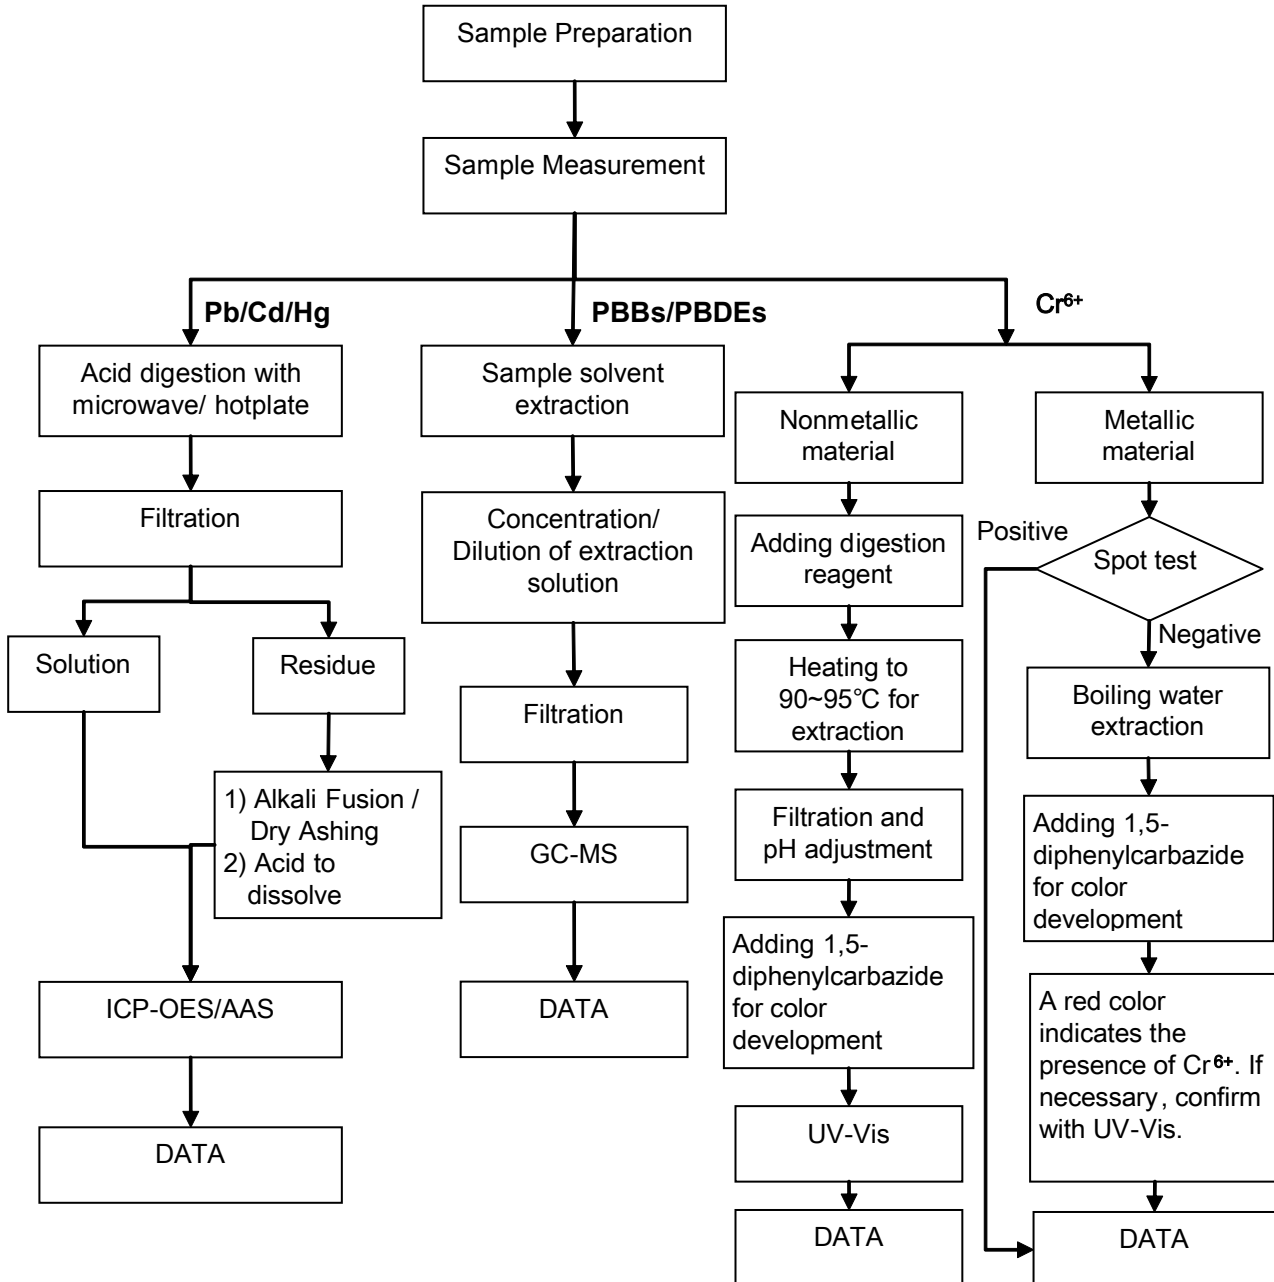 Sample Preparation
Sample Measurement
Pb/Cd/Hg
PBBs/PBDEs
Cr⁶⁺
Acid digestion with
microwave/ hotplate
Filtration
Solution
Residue
1) Alkali Fusion /
Dry Ashing
2) Acid to
dissolve
ICP-OES/AAS
DATA
Sample solvent
extraction
Concentration/
Dilution of extraction
solution
Filtration
GC-MS
DATA
Nonmetallic
material
Adding digestion
reagent
Heating to
90~95℃ for
extraction
Filtration and
pH adjustment
Adding 1,5-
diphenylcarbazide
for color
development
UV-Vis
DATA
Metallic
material
Positive
Spot test
Negative
Boiling water
extraction
Adding 1,5-
diphenylcarbazide
for color
development
A red color
indicates the
presence of Cr⁶⁺. If
necessary, confirm
with UV-Vis.
DATA